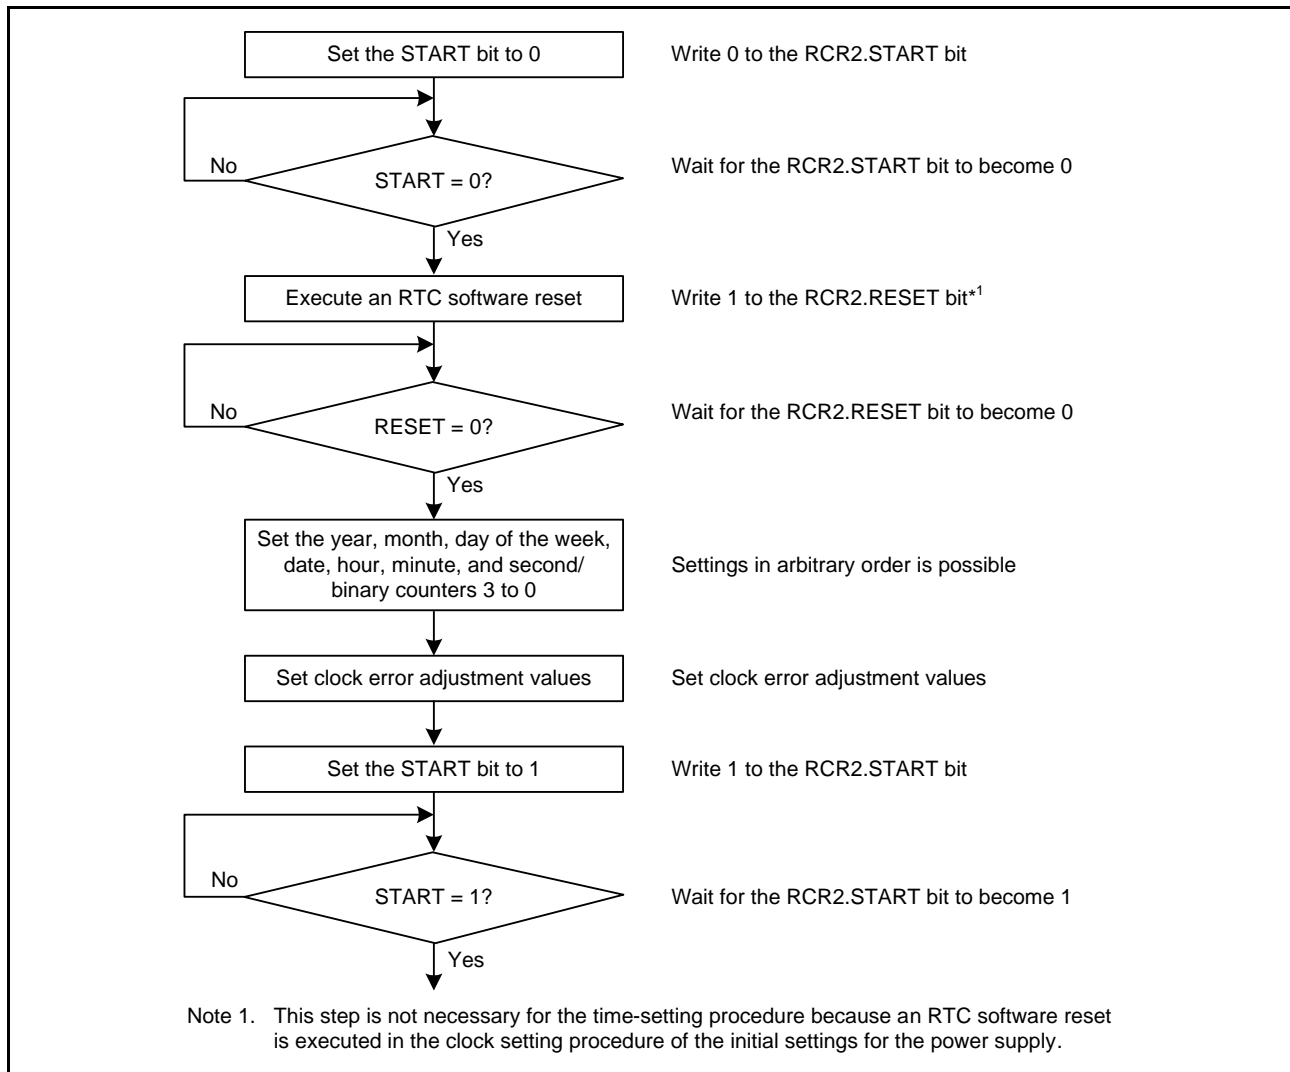 Set the START bit to 0
Write 0 to the RCR2.START bit
No
START = 0?
Wait for the RCR2.START bit to become 0
Yes
Execute an RTC software reset
Write 1 to the RCR2.RESET bit*1
No
RESET = 0?
Wait for the RCR2.RESET bit to become 0
Yes
Set the year, month, day of the week,
date, hour, minute, and second/
binary counters 3 to 0
Settings in arbitrary order is possible
Set clock error adjustment values
Set clock error adjustment values
Set the START bit to 1
Write 1 to the RCR2.START bit
No
START = 1?
Wait for the RCR2.START bit to become 1
Yes
Note 1. This step is not necessary for the time-setting procedure because an RTC software reset
is executed in the clock setting procedure of the initial settings for the power supply.